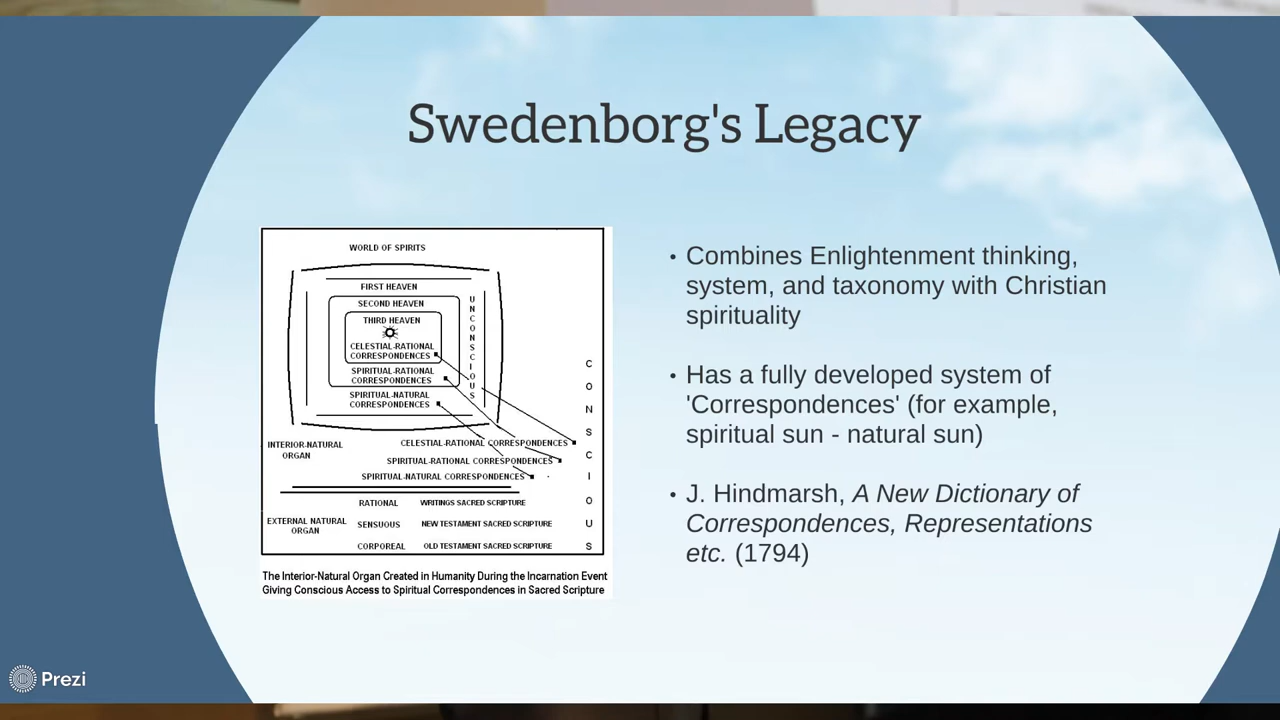 Swedenborg's Legacy
WORLD OF SPIRITS
FIRST HEAVEN
SECOND HEAVEN
THIRD HEAVEN
CELESTIAL-RATIONAL
CORRESPONDENCES
SPIRITUAL-RATIONAL
CORRESPONDENCES
SPIRITUAL-NATURAL
CORRESPONDENCES
UNCONSCIOUS
CONSCIOUS
INTERIOR-NATURAL
ORGAN
CELESTIAL-RATIONAL CORRESPONDENCES
SPIRITUAL-RATIONAL CORRESPONDENCES
SPIRITUAL-NATURAL CORRESPONDENCES
EXTERNAL NATURAL
ORGAN
RATIONAL WRITINGS SACRED SCRIPTURE
SENSUOUS NEW TESTAMENT SACRED SCRIPTURE
CORPOREAL OLD TESTAMENT SACRED SCRIPTURE
The Interior-Natural Organ Created in Humanity During the Incarnation Event
Giving Conscious Access to Spiritual Correspondences in Sacred Scripture
• Combines Enlightenment thinking,
system, and taxonomy with Christian
spirituality
• Has a fully developed system of
'Correspondences' (for example,
spiritual sun - natural sun)
• J. Hindmarsh, A New Dictionary of
Correspondences, Representations
etc. (1794)
Prezi